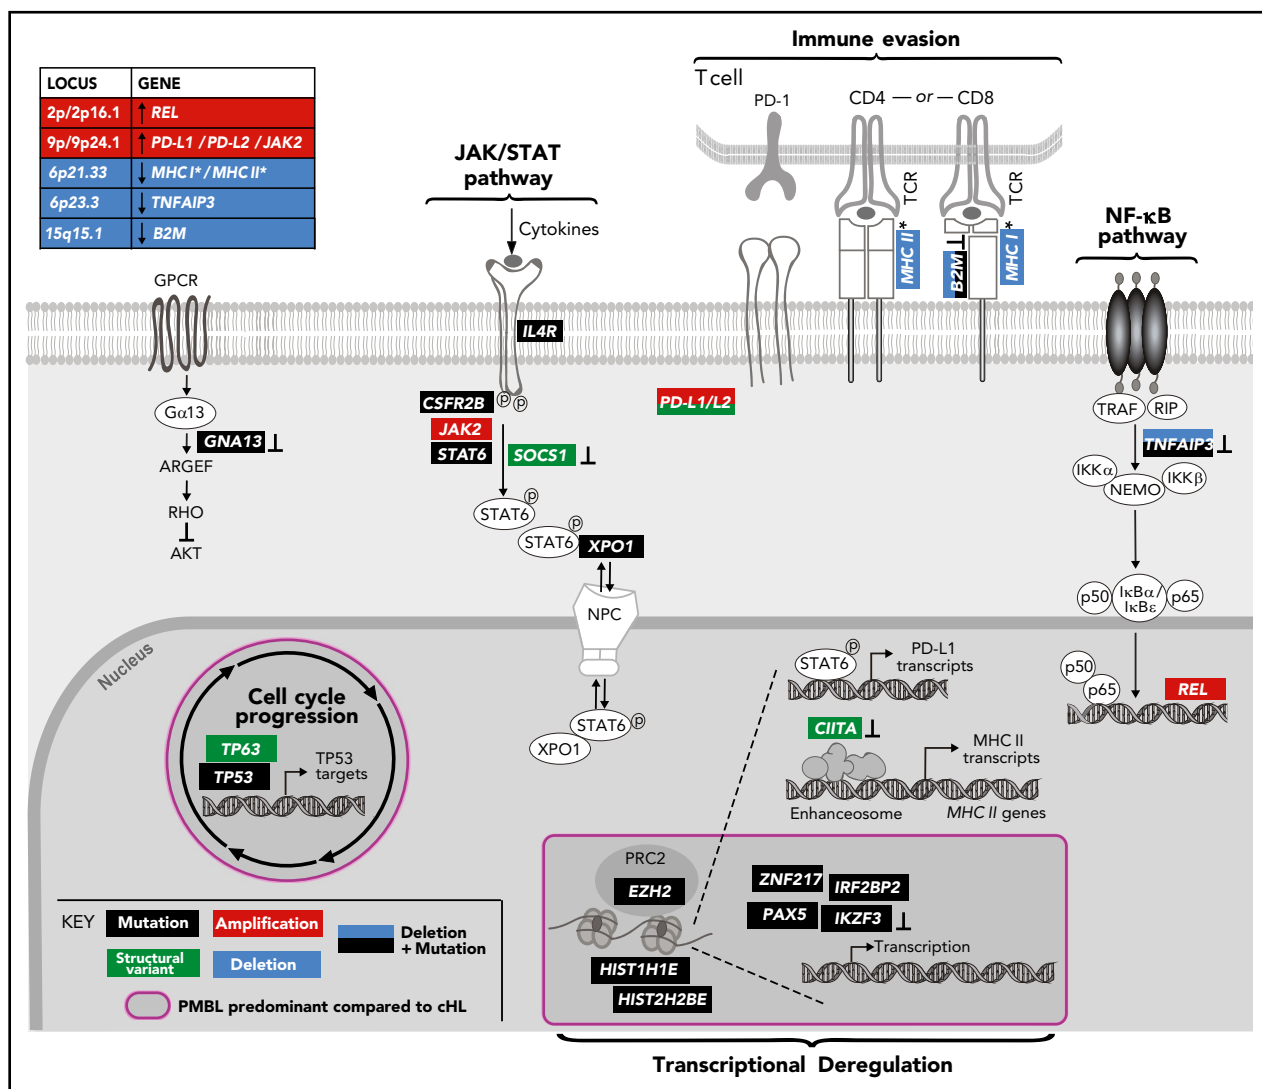 Immune evasion
T cell
PD-1
CD4 — or — CD8
TCR
TCR
LOCUS GENE
2p/2p16.1 ↑ REL
9p/9p24.1 ↑ PD-L1 / PD-L2 / JAK2
6p21.33 ↓ MHC I* / MHC II*
6p23.3 ↓ TNFAIP3
15q15.1 ↓ B2M
JAK/STAT
pathway
Cytokines
MHC II*
B2M
MHC I*
NF-κB
pathway
GPCR
IL4R
Gα13
GNA13
ARGEF
RHO
AKT
CSFR2B
p
p
JAK2
STAT6
SOCS1
STAT6
p
STAT6
p
XPO1
NPC
STAT6
p
XPO1
PD-L1/L2
TRAF
RIP
TNFAIP3
IKKα
NEMO
IKKβ
p50
IκBα/
IκBε
p65
p50
p65
REL
Nucleus
Cell cycle
progression
TP63
TP53
TP53
targets
STAT6
p
PD-L1
transcripts
CIITA
MHC II
transcripts
Enhanceosome
MHC II genes
PRC2
EZH2
HIST1H1E
HIST2H2BE
ZNF217
IRF2BP2
PAX5
IKZF3
Transcription
KEY
Mutation
Amplification
Structural
variant
Deletion
Deletion
+ Mutation
PMBL predominant compared to cHL
Transcriptional Deregulation